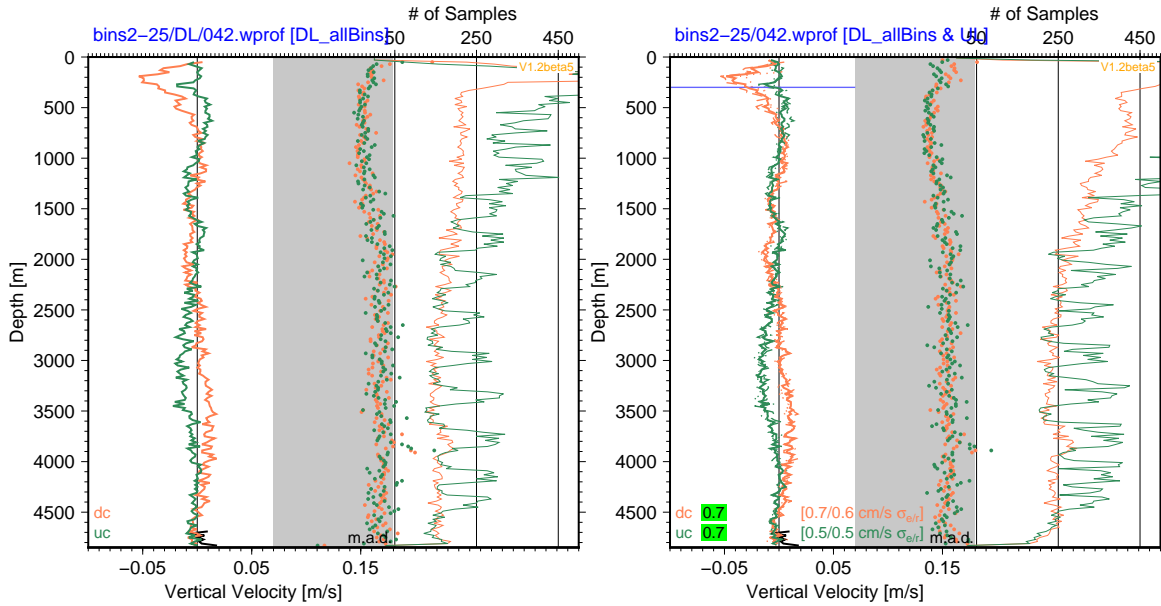 # of Samples
bins2-25/DL/042.wprof [DL_allBins]
50 250 450
V1.2beta5
Depth [m]
0
500
1000
1500
2000
2500
3000
3500
4000
4500
dc
uc
m.a.d.
-0.05 0.00 0.05 0.15
Vertical Velocity [m/s]
# of Samples
bins2-25/042.wprof [DL_allBins & UL]
50 250 450
V1.2beta5
Depth [m]
0
500
1000
1500
2000
2500
3000
3500
4000
4500
dc 0.7 [0.7/0.6 cm/s σe/r]
uc 0.7 [0.5/0.5 cm/s σe/r]
m.a.d.
-0.05 0.00 0.05 0.15
Vertical Velocity [m/s]